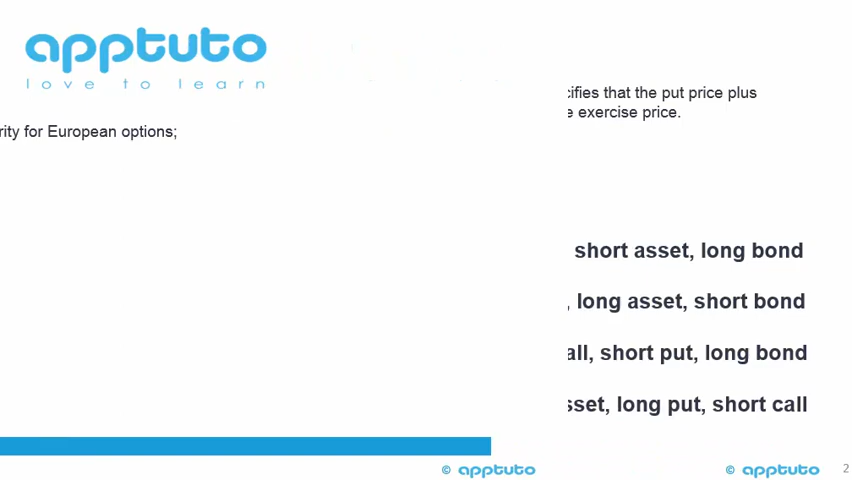 apptuto
love to learn
cifies that the put price plus
e exercise price.
rity for European options;
short asset, long bond
, long asset, short bond
all, short put, long bond
sset, long put, short call
© apptuto
© apptuto 2